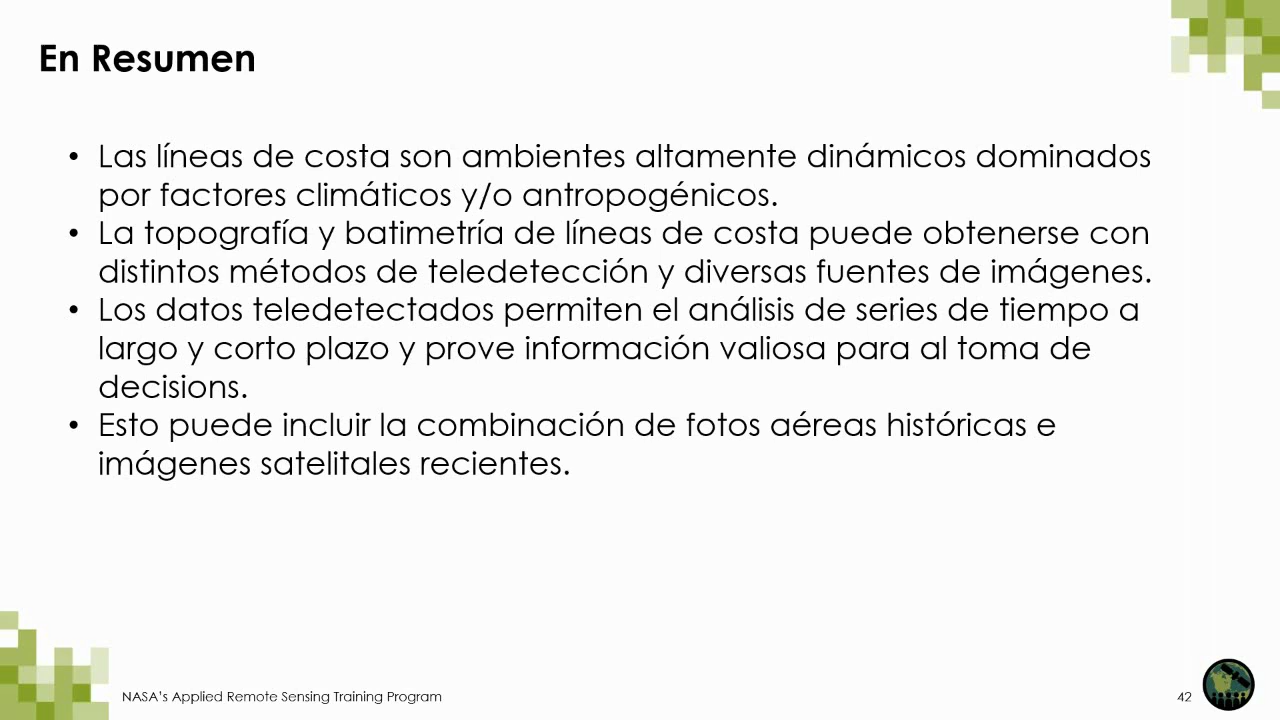 En Resumen
• Las líneas de costa son ambientes altamente dinámicos dominados
por factores climáticos y/o antropogénicos.
• La topografía y batimetría de líneas de costa puede obtenerse con
distintos métodos de teledetección y diversas fuentes de imágenes.
• Los datos teledetectados permiten el análisis de series de tiempo a
largo y corto plazo y prove información valiosa para al toma de
decisions.
• Esto puede incluir la combinación de fotos aéreas históricas e
imágenes satelitales recientes.
NASA's Applied Remote Sensing Training Program
42